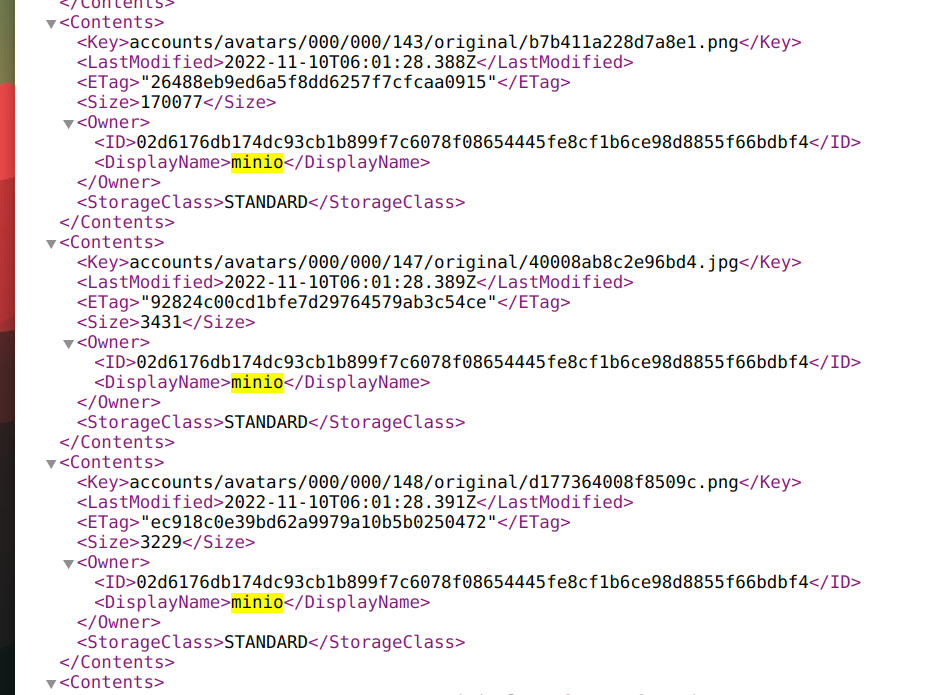 </Contents>
<Contents>
<Key>accounts/avatars/000/000/143/original/b7b411a228d7a8e1.png</Key>
<LastModified>2022-11-10T06:01:28.388Z</LastModified>
<ETag>"26488eb9ed6a5f8dd6257f7cfcaa0915"</ETag>
<Size>170077</Size>
<Owner>
<ID>02d6176db174dc93cb1b899f7c6078f08654445fe8cf1b6ce98d8855f66bdbf4</ID>
<DisplayName>minio</DisplayName>
</Owner>
<StorageClass>STANDARD</StorageClass>
</Contents>
<Contents>
<Key>accounts/avatars/000/000/147/original/40008ab8c2e96bd4.jpg</Key>
<LastModified>2022-11-10T06:01:28.389Z</LastModified>
<ETag>"92824c00cd1bfe7d29764579ab3c54ce"</ETag>
<Size>3431</Size>
<Owner>
<ID>02d6176db174dc93cb1b899f7c6078f08654445fe8cf1b6ce98d8855f66bdbf4</ID>
<DisplayName>minio</DisplayName>
</Owner>
<StorageClass>STANDARD</StorageClass>
</Contents>
<Contents>
<Key>accounts/avatars/000/000/148/original/d177364008f8509c.png</Key>
<LastModified>2022-11-10T06:01:28.391Z</LastModified>
<ETag>"ec918c0e39bd62a9979a10b5b0250472"</ETag>
<Size>3229</Size>
<Owner>
<ID>02d6176db174dc93cb1b899f7c6078f08654445fe8cf1b6ce98d8855f66bdbf4</ID>
<DisplayName>minio</DisplayName>
</Owner>
<StorageClass>STANDARD</StorageClass>
</Contents>
<Contents>